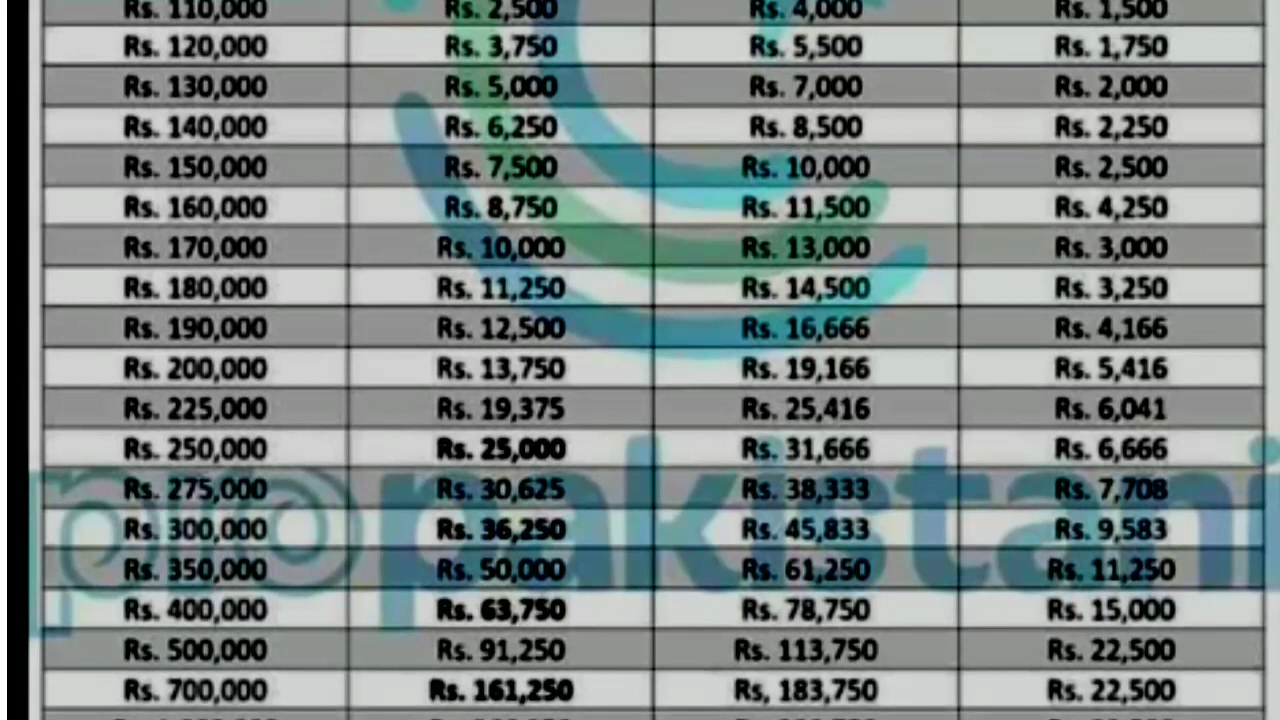 Rs. 110,000 Rs. 2,500 Rs. 4,000 Rs. 1,500
Rs. 120,000 Rs. 3,750 Rs. 5,500 Rs. 1,750
Rs. 130,000 Rs. 5,000 Rs. 7,000 Rs. 2,000
Rs. 140,000 Rs. 6,250 Rs. 8,500 Rs. 2,250
Rs. 150,000 Rs. 7,500 Rs. 10,000 Rs. 2,500
Rs. 160,000 Rs. 8,750 Rs. 11,500 Rs. 4,250
Rs. 170,000 Rs. 10,000 Rs. 13,000 Rs. 3,000
Rs. 180,000 Rs. 11,250 Rs. 14,500 Rs. 3,250
Rs. 190,000 Rs. 12,500 Rs. 16,666 Rs. 4,166
Rs. 200,000 Rs. 13,750 Rs. 19,166 Rs. 5,416
Rs. 225,000 Rs. 19,375 Rs. 25,416 Rs. 6,041
Rs. 250,000 Rs. 25,000 Rs. 31,666 Rs. 6,666
Rs. 275,000 Rs. 30,625 Rs. 38,333 Rs. 7,708
Rs. 300,000 Rs. 36,250 Rs. 45,833 Rs. 9,583
propakistani
Rs. 350,000 Rs. 50,000 Rs. 61,250 Rs. 11,250
Rs. 400,000 Rs. 63,750 Rs. 78,750 Rs. 15,000
Rs. 500,000 Rs. 91,250 Rs. 113,750 Rs. 22,500
Rs. 700,000 Rs. 161,250 Rs, 183,750 Rs. 22,500